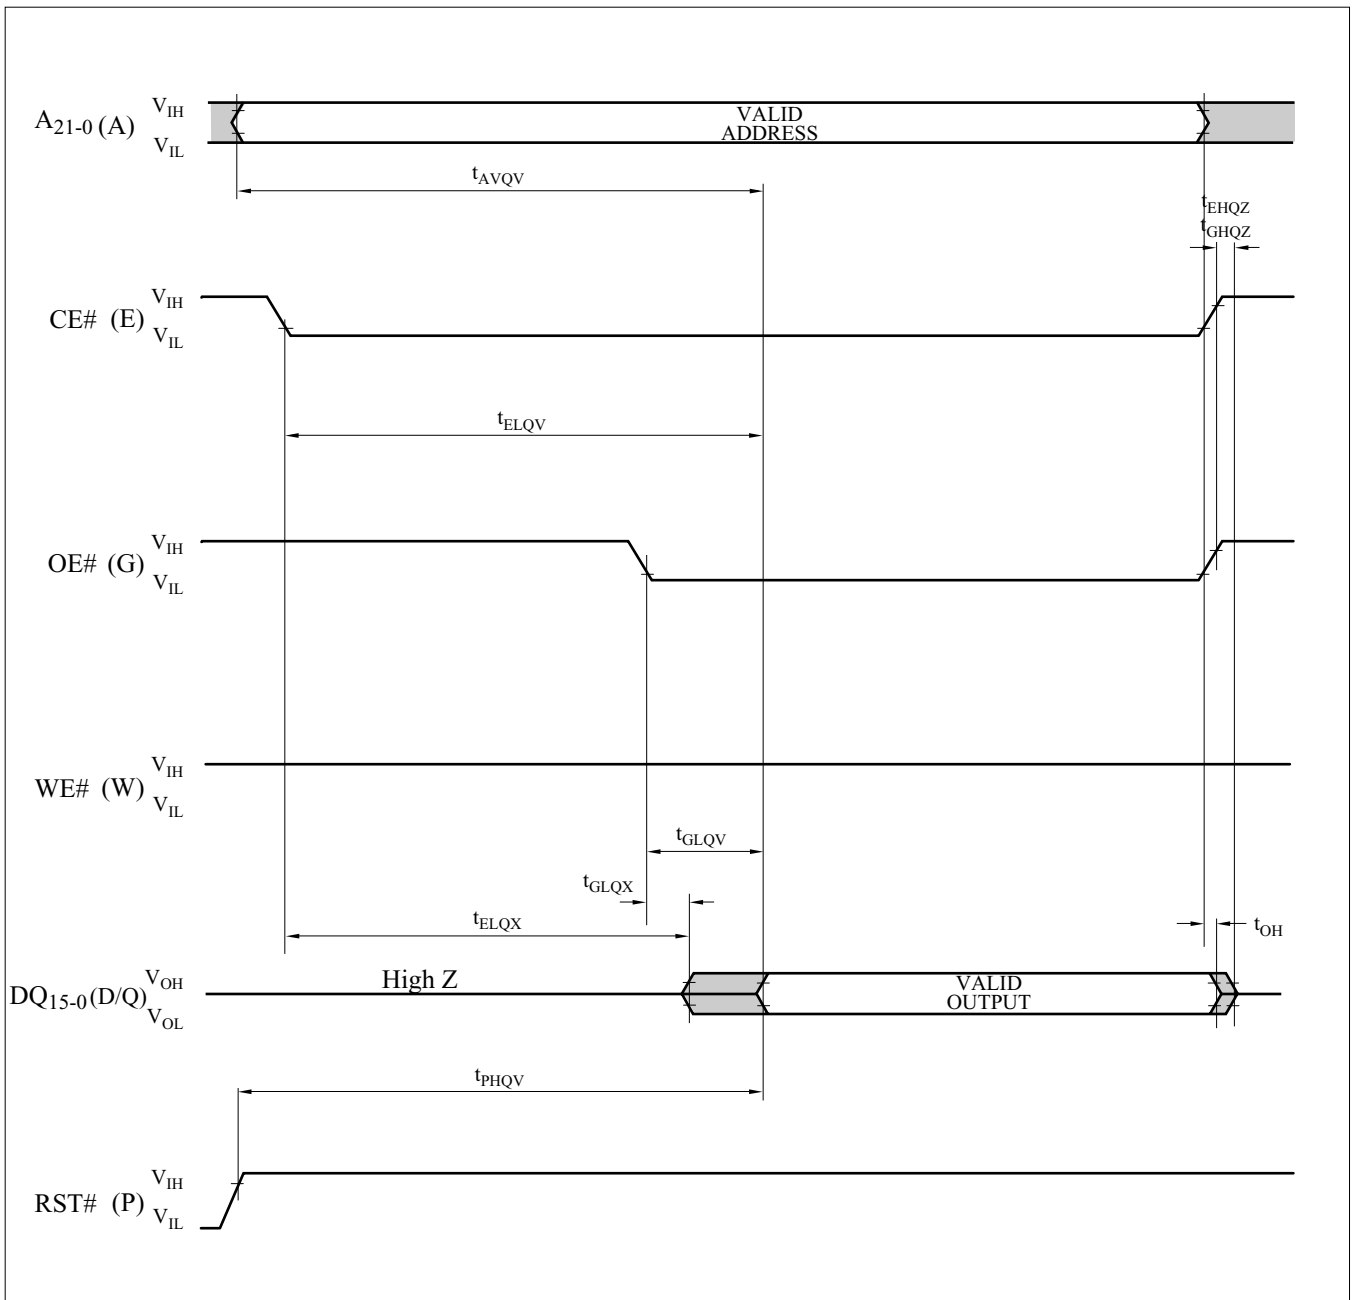 A21-0 (A) VIH
VIL
VALID
ADDRESS
tAVQV
tEHQZ
tGHQZ
CE# (E) VIH
VIL
tELQV
OE# (G) VIH
VIL
WE# (W) VIH
VIL
tGLQV
tGLQX
tELQX
tOH
DQ15-0 (D/Q) VOH
VOL
High Z
VALID
OUTPUT
tPHQV
RST# (P) VIH
VIL